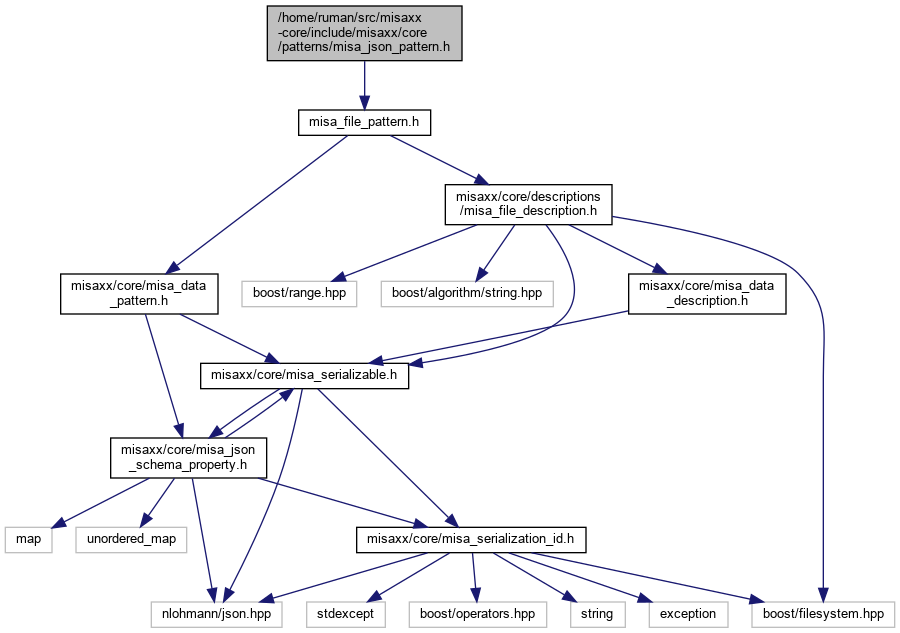 /home/ruman/src/misaxx
-core/include/misaxx/core
/patterns/misa_json_pattern.h
misa_file_pattern.h
misaxx/core/descriptions
/misa_file_description.h
misaxx/core/misa_data
_pattern.h
boost/range.hpp
boost/algorithm/string.hpp
misaxx/core/misa_data
_description.h
misaxx/core/misa_serializable.h
misaxx/core/misa_json
_schema_property.h
map
unordered_map
misaxx/core/misa_serialization_id.h
nlohmann/json.hpp
stdexcept
boost/operators.hpp
string
exception
boost/filesystem.hpp